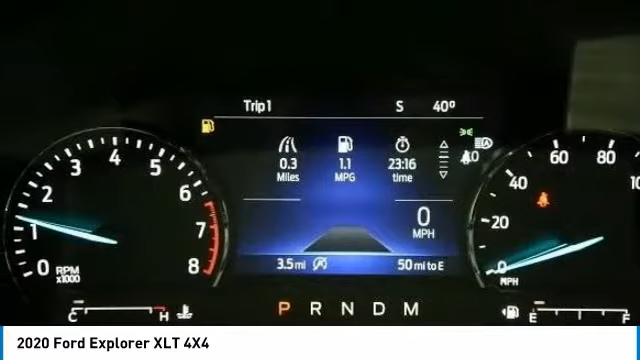 Trip 1 S 40°
0.3 1.1 23:16
Miles MPG time
0 1 2 3 4 5 6 7 8
RPM
x1000
0 20 40 60 80
MPH
0
MPH
3.5 mi 50 mi to E
P R N D M
C H
E F
2020 Ford Explorer XLT 4X4